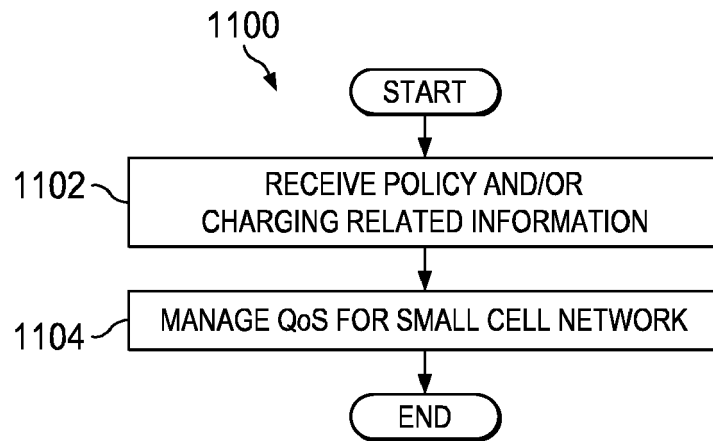 1100
START
1102
RECEIVE POLICY AND/OR
CHARGING RELATED INFORMATION
1104
MANAGE QoS FOR SMALL CELL NETWORK
END